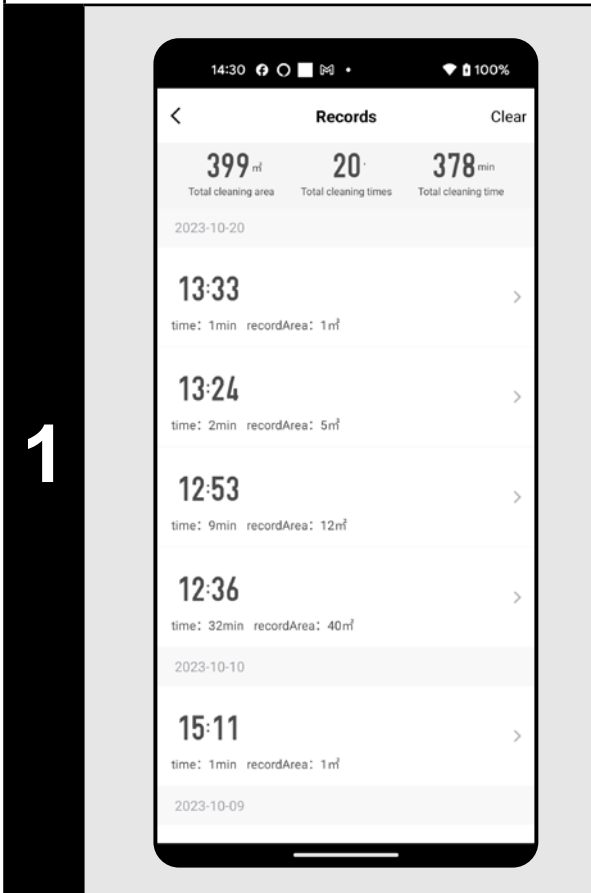 1
14:30 100%
Records Clear
399㎡ 20 378min
Total cleaning area Total cleaning times Total cleaning time
2023-10-20
13:33
time: 1min recordArea: 1㎡
13:24
time: 2min recordArea: 5㎡
12:53
time: 9min recordArea: 12㎡
12:36
time: 32min recordArea: 40㎡
2023-10-10
15:11
time: 1min recordArea: 1㎡
2023-10-09